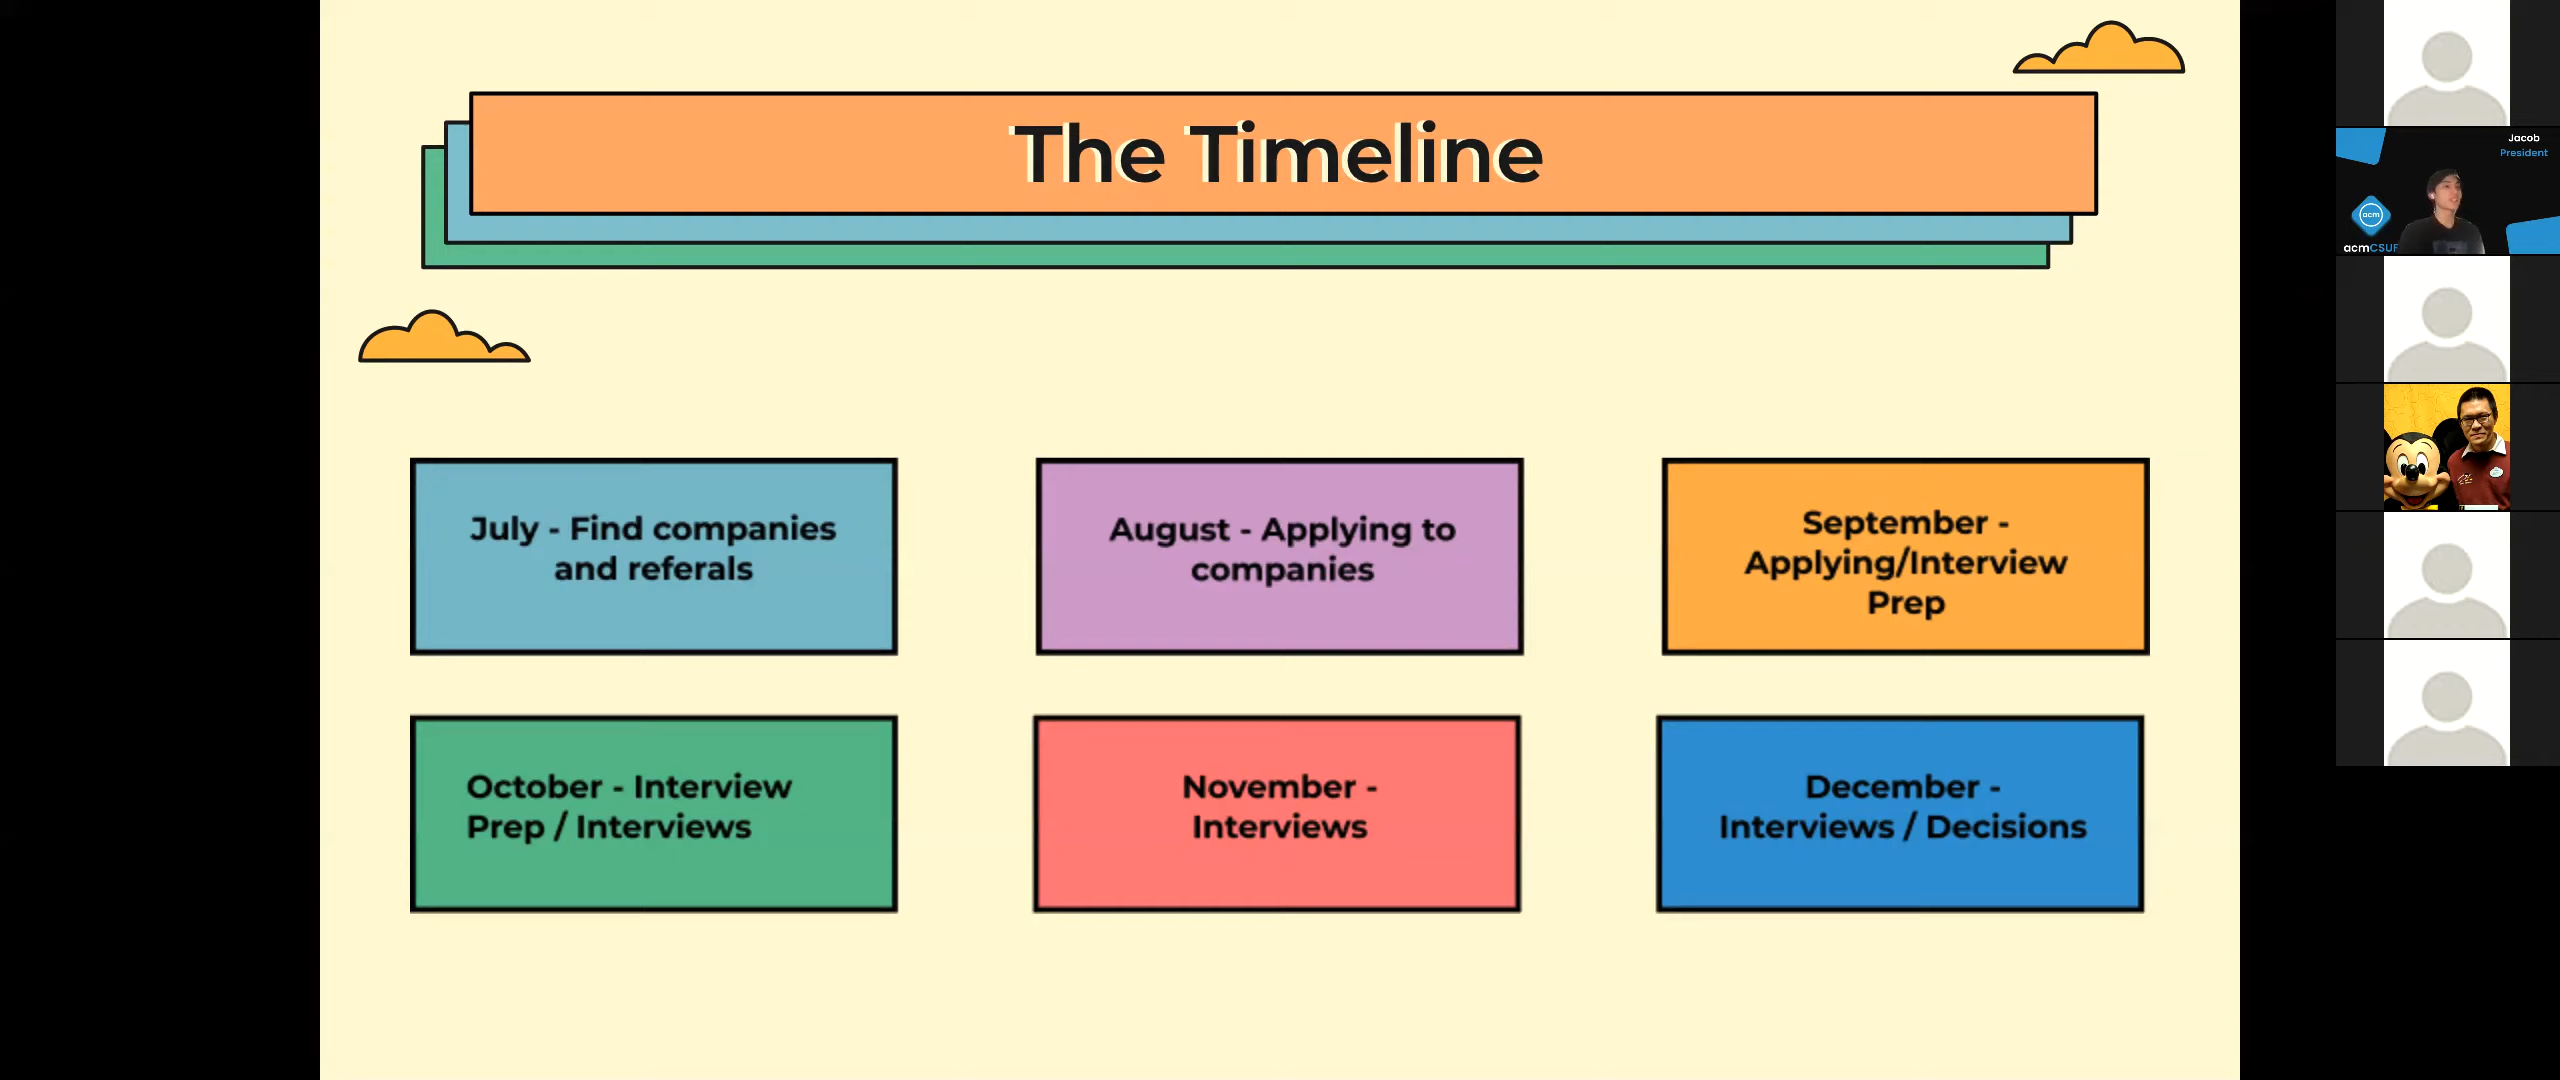 The Timeline
July - Find companies
and referals
August - Applying to
companies
September -
Applying/Interview
Prep
October - Interview
Prep / Interviews
November -
Interviews
December -
Interviews / Decisions
Jacob
President
acm
acmCSUF